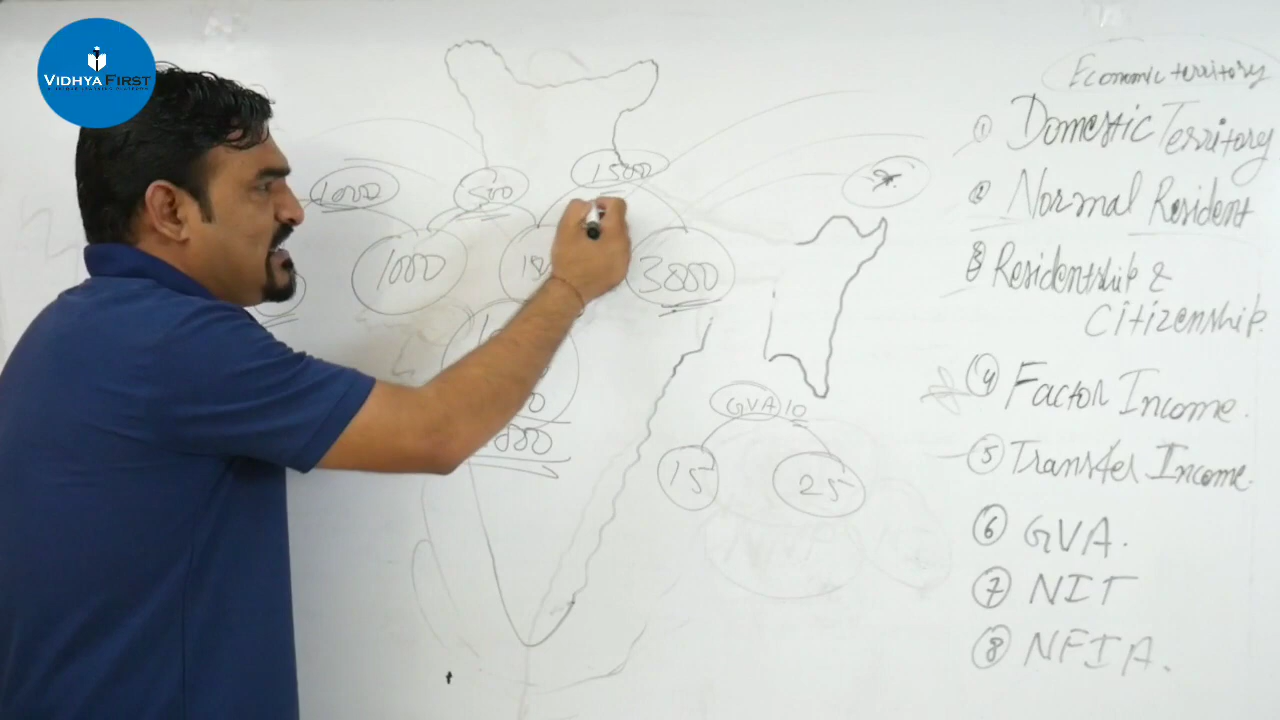 VIDHYA FIRST
Economic territory
① Domestic Territory
② Normal Resident
③ Residentship &
Citizenship.
④ Factor Income.
⑤ Transfer Income.
⑥ GVA.
⑦ NIT
⑧ NFIA.
1000
500
1500
1000
3000
GVA 10
15
25